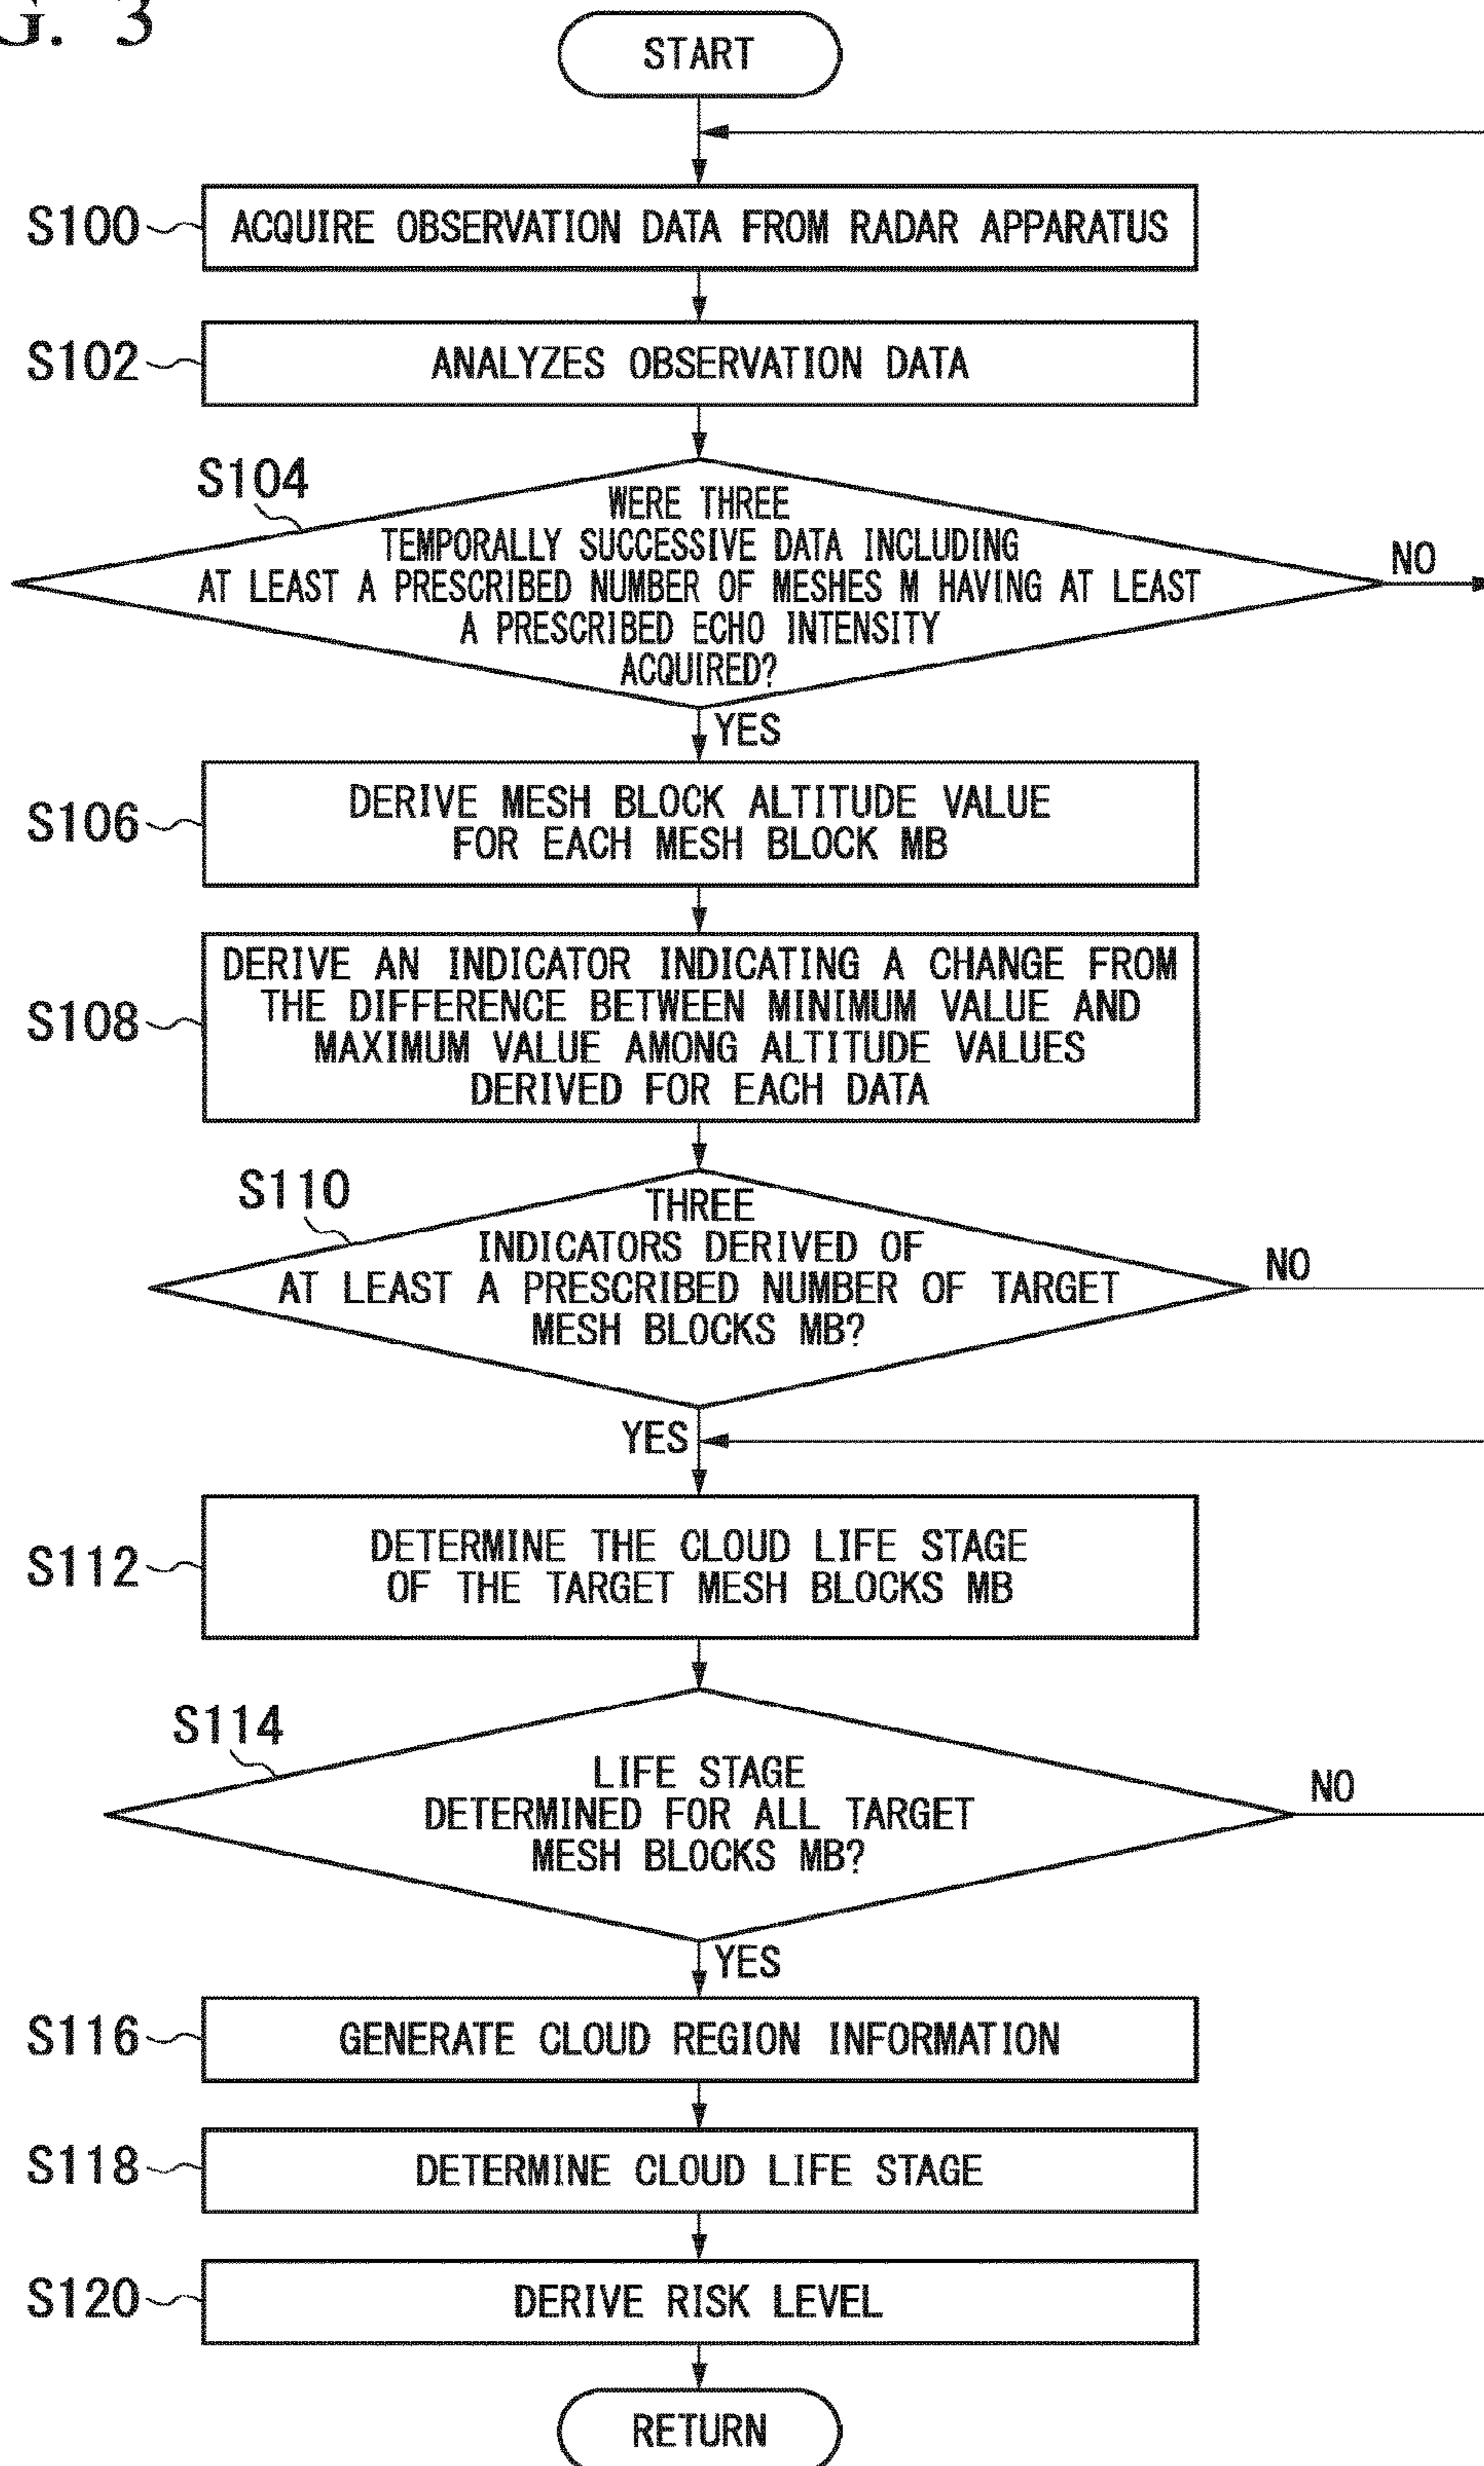 G. 3
START
S100
ACQUIRE OBSERVATION DATA FROM RADAR APPARATUS
S102
ANALYZES OBSERVATION DATA
S104
WERE THREE
TEMPORALLY SUCCESSIVE DATA INCLUDING
AT LEAST A PRESCRIBED NUMBER OF MESHES M HAVING AT LEAST
A PRESCRIBED ECHO INTENSITY
ACQUIRED?
NO
YES
S106
DERIVE MESH BLOCK ALTITUDE VALUE
FOR EACH MESH BLOCK MB
S108
DERIVE AN INDICATOR INDICATING A CHANGE FROM
THE DIFFERENCE BETWEEN MINIMUM VALUE AND
MAXIMUM VALUE AMONG ALTITUDE VALUES
DERIVED FOR EACH DATA
S110
THREE
INDICATORS DERIVED OF
AT LEAST A PRESCRIBED NUMBER OF TARGET
MESH BLOCKS MB?
NO
YES
S112
DETERMINE THE CLOUD LIFE STAGE
OF THE TARGET MESH BLOCKS MB
S114
LIFE STAGE
DETERMINED FOR ALL TARGET
MESH BLOCKS MB?
NO
YES
S116
GENERATE CLOUD REGION INFORMATION
S118
DETERMINE CLOUD LIFE STAGE
S120
DERIVE RISK LEVEL
RETURN